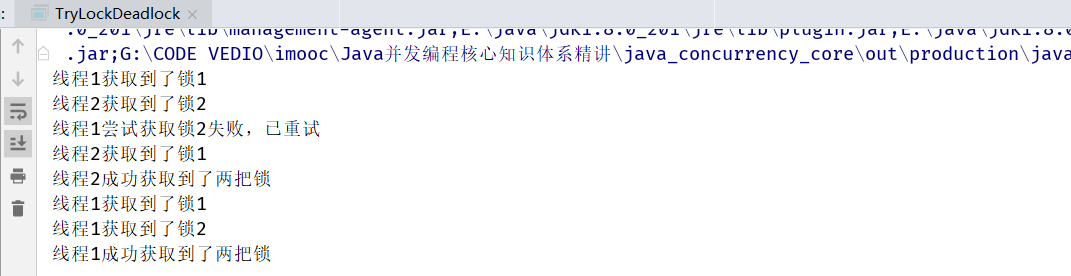 : TryLockDeadlock ×
.0_201\jre\lib\management-agent.jar;E:\java\jdk1.8.0_201\jre\lib\plugin.jar;E:\java\jdk1.8.0
.jar;G:\CODE VEDIO\imooc\Java并发编程核心知识体系精讲\java_concurrency_core\out\production\java
线程1获取到了锁1
线程2获取到了锁2
线程1尝试获取锁2失败，已重试
线程2获取到了锁1
线程2成功获取到了两把锁
线程1获取到了锁1
线程1获取到了锁2
线程1成功获取到了两把锁